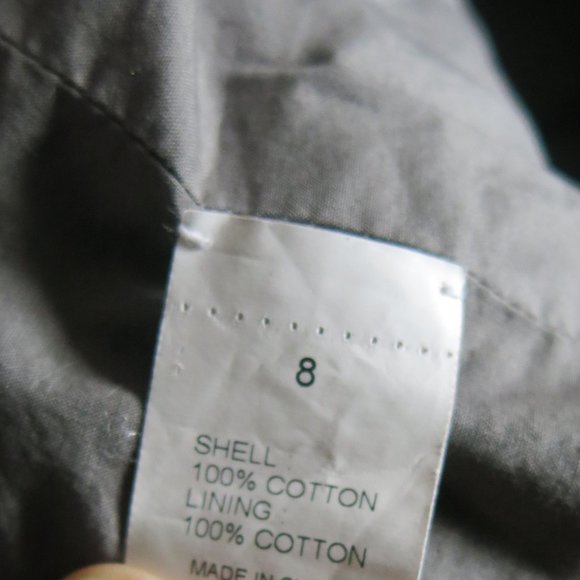 8
SHELL :
100% COTTON
LINING :
100% COTTON
MADE IN